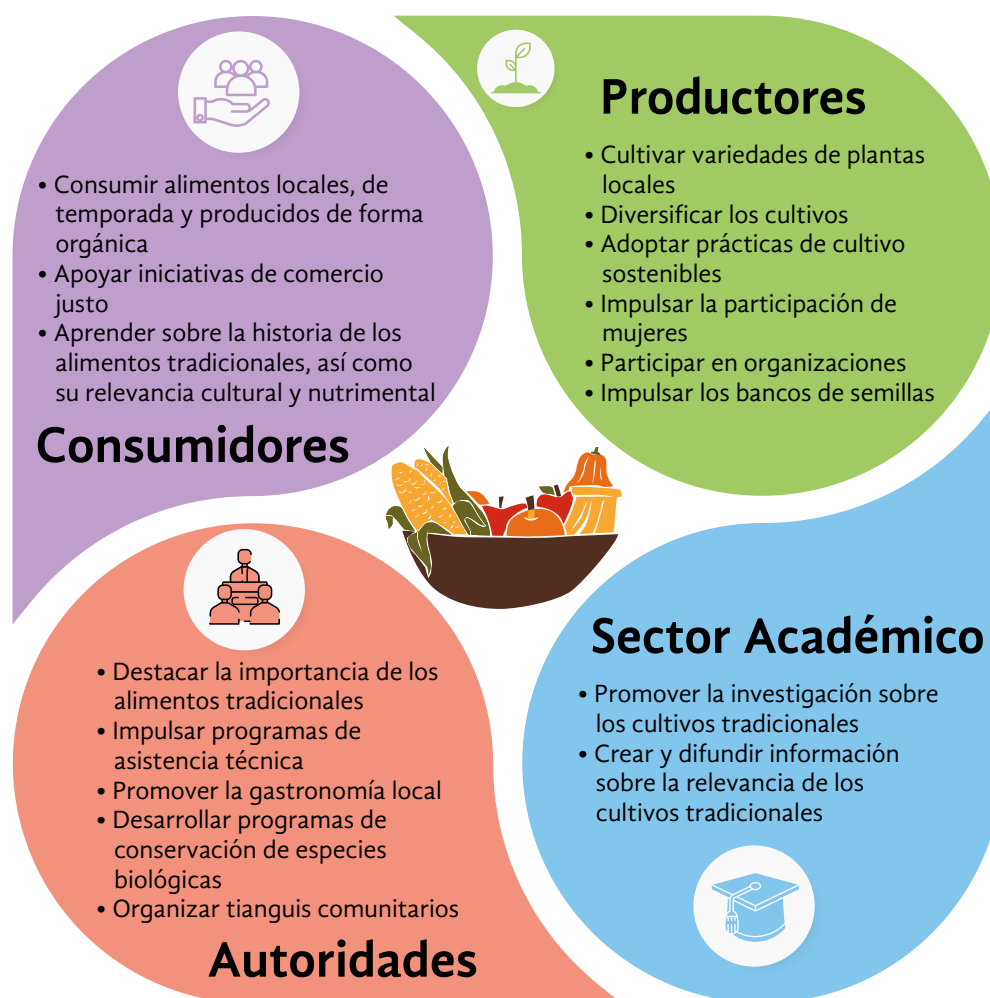 • Consumir alimentos locales, de
temporada y producidos de forma
orgánica
• Apoyar iniciativas de comercio
justo
• Aprender sobre la historia de los
alimentos tradicionales, así como
su relevancia cultural y nutrimental
Consumidores
Productores
• Cultivar variedades de plantas
locales
• Diversificar los cultivos
• Adoptar prácticas de cultivo
sostenibles
• Impulsar la participación de
mujeres
• Participar en organizaciones
• Impulsar los bancos de semillas
• Destacar la importancia de los
alimentos tradicionales
• Impulsar programas de
asistencia técnica
• Promover la gastronomía local
• Desarrollar programas de
conservación de especies
biológicas
• Organizar tianguis comunitarios
Autoridades
Sector Académico
• Promover la investigación sobre
los cultivos tradicionales
• Crear y difundir información
sobre la relevancia de los
cultivos tradicionales